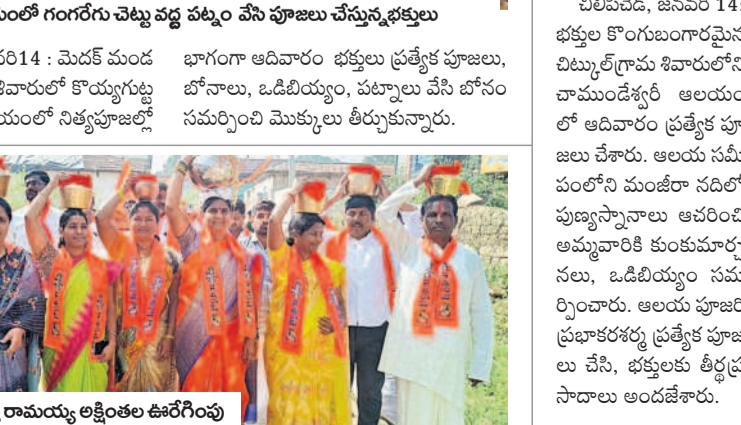 గంగరేగు చెట్టు వద్ద పట్నం వేసి పూజలు చేస్తున్నభక్తులు
14 : మెదక్ మండ
కొయ్యగుట్ట
నిత్యపూజల్లో
భాగంగా ఆదివారం భక్తులు ప్రత్యేక పూజలు,
బోనాలు, ఒడిబియ్యం, పట్నాలు వేసి బోనం
సమర్పించి మొక్కులు తీర్చుకున్నారు.
రామయ్య అక్షింతల ఊరేగింపు
చిలిపిచెడ్, జనవరి 14:
భక్తుల కొంగుబంగారమైన
చిట్కుల్‌గ్రామ శివారులోని
చాముండేశ్వరీ ఆలయం
లో ఆదివారం ప్రత్యేక పూ
జలు చేశారు. ఆలయ సమీ
పంలోని మంజీరా నదిలో
పుణ్యస్నానాలు ఆచరించి
అమ్మవారికి కుంకుమార్చ
నలు, ఒడిబియ్యం సమ
ర్పించారు. ఆలయ పూజరి
ప్రభాకరశర్మ ప్రత్యేక పూజ
లు చేసి, భక్తులకు తీర్థప్ర
సాదాలు అందజేశారు.